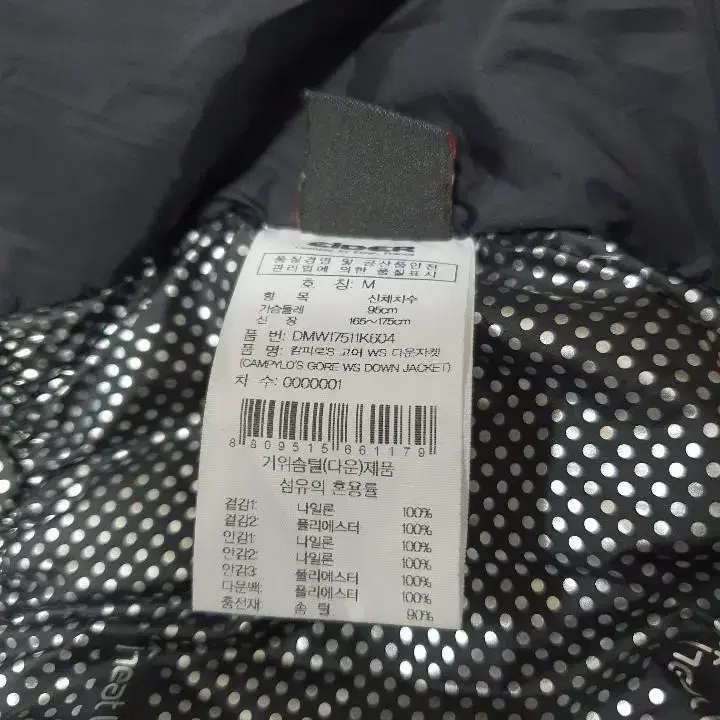 EiDER
품질경영 및 공산품안전
관리법에 의한 품질표시
호 칭: M
항 목 신체치수
가슴둘레 95cm
신 장 165~175cm
품 번: DMW17511K604
품 명: 캄피로'S 고어 WS 다운자켓
(CAMPYLO'S GORE WS DOWN JACKET)
차 수: 0000001
8 809515 661179
거위솜털(다운)제품
섬유의 혼용률
겉감1: 나일론 100%
겉감2: 폴리에스터 100%
안감1: 나일론 100%
안감2: 나일론 100%
안감3: 폴리에스터 100%
다운백: 폴리에스터 100%
충전재: 솜 털 90%
heat